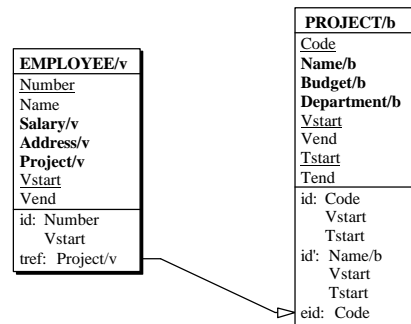 EMPLOYEE/v
Number
Name
Salary/v
Address/v
Project/v
Vstart
Vend
id: Number
Vstart
tref: Project/v
PROJECT/b
Code
Name/b
Budget/b
Department/b
Vstart
Vend
Tstart
Tend
id: Code
Vstart
Tstart
id': Name/b
Vstart
Tstart
eid: Code